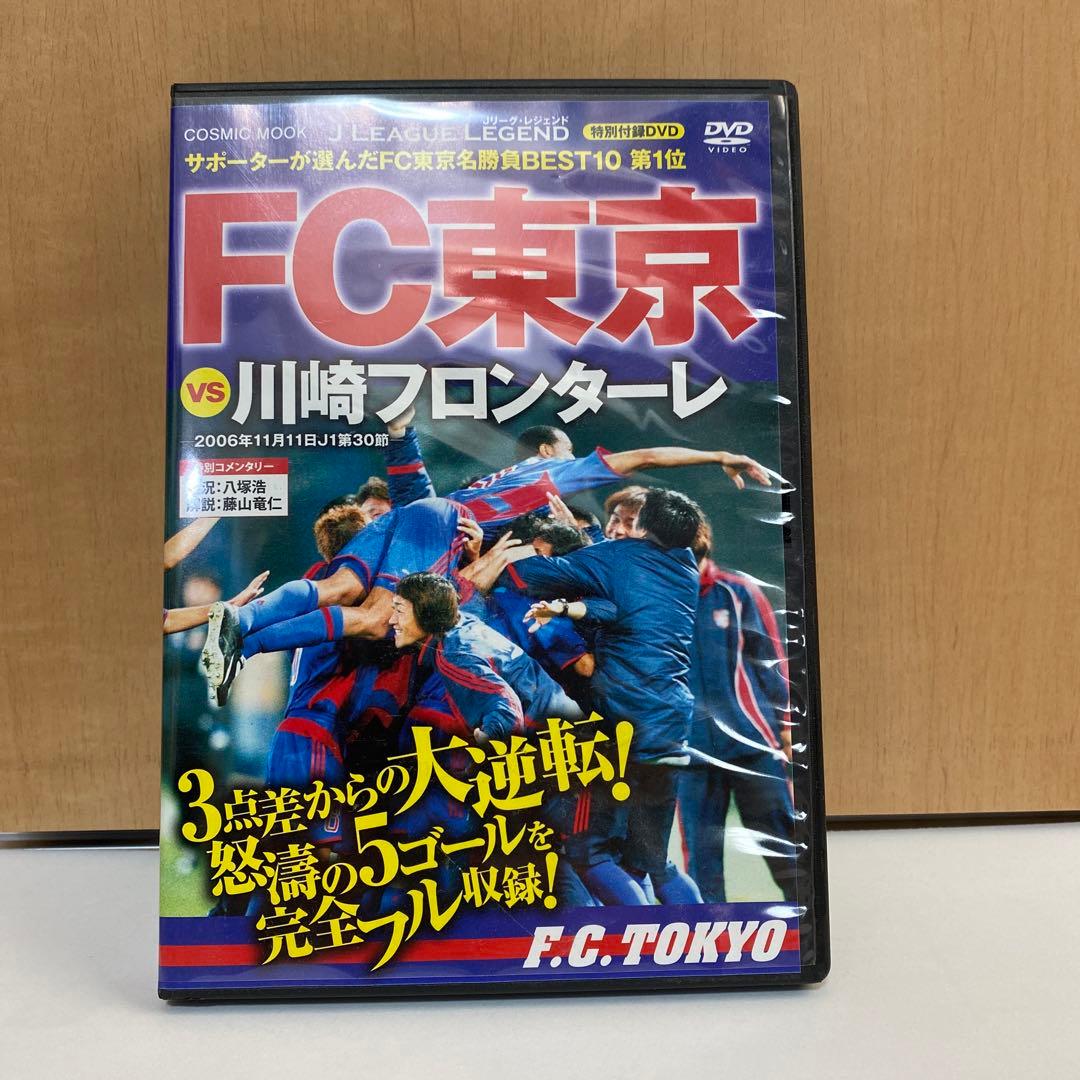 COSMIC MOOK J LEAGUE LEGEND 特別付録DVD DVD
Jリーグ・レジェンド
VIDEO
サポーターが選んだFC東京名勝負BEST10 第1位
FC東京
VS 川崎フロンターレ
2006年11月11日J1第30節
別コメンタリー
況:八塚浩
解説:藤山竜仁
3点差からの大逆転!
怒濤の5ゴールを
完全フル収録!
F.C.TOKYO